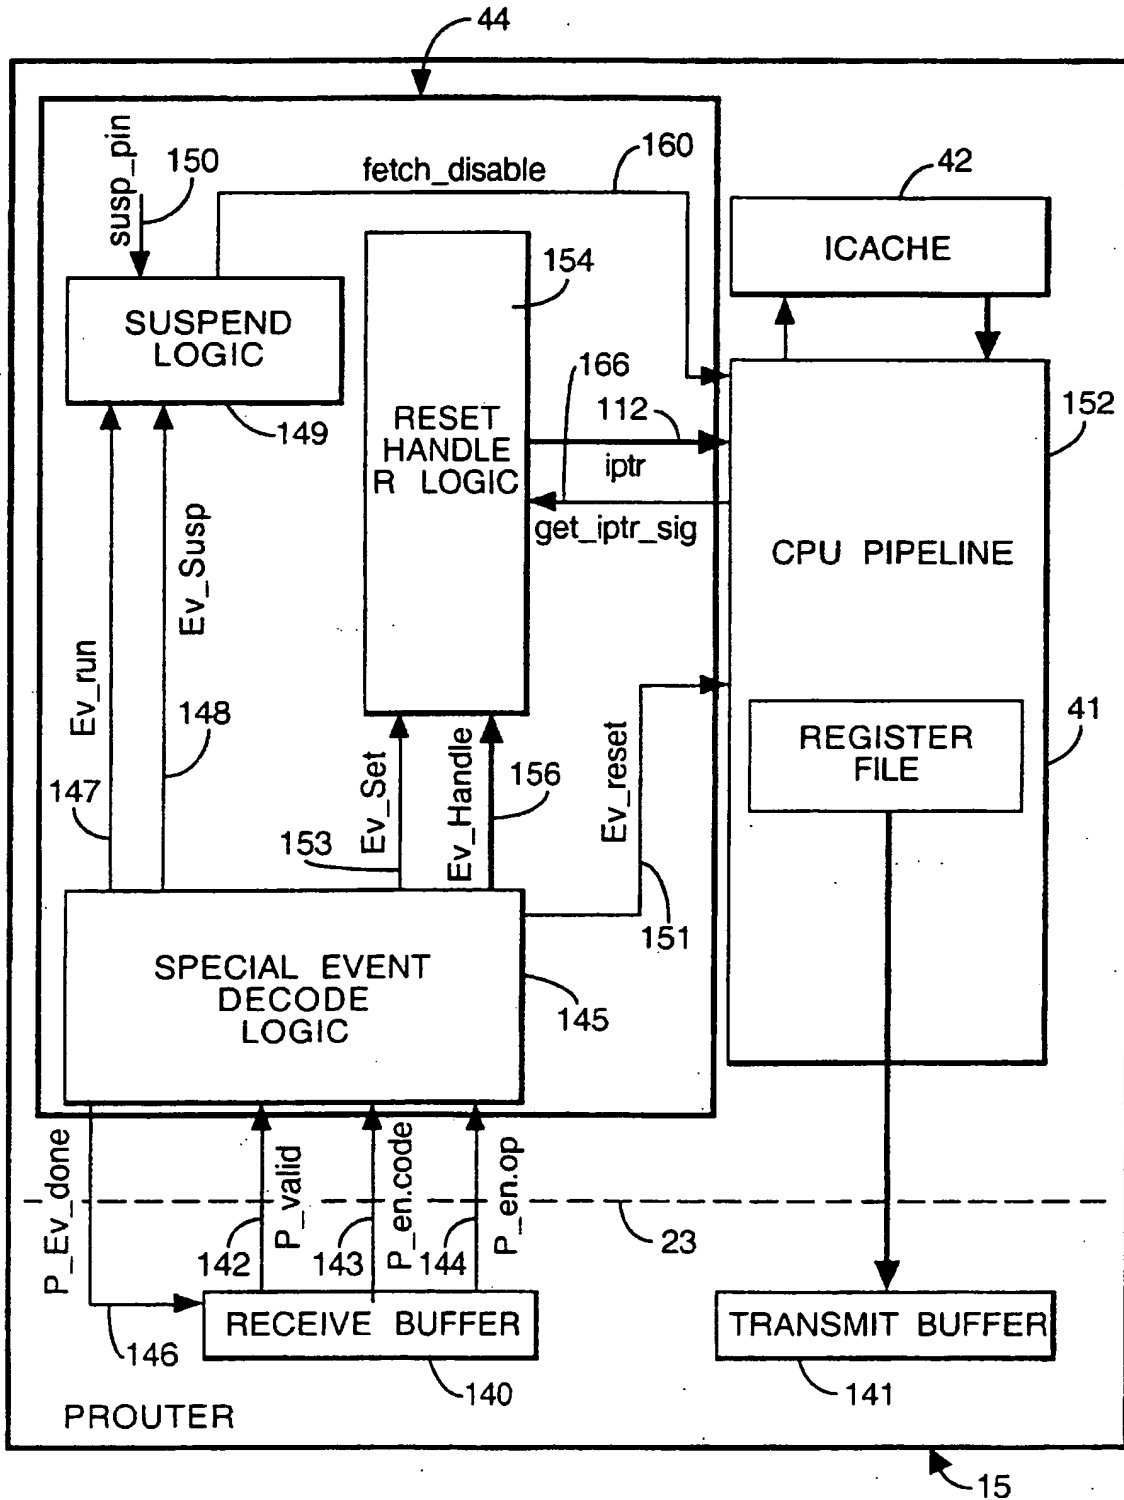 44
susp_pin
150
fetch_disable
160
42
ICACHE
SUSPEND
LOGIC
149
154
RESET
HANDLE
R LOGIC
166
112
iptr
get_iptr_sig
152
CPU PIPELINE
Ev_run
Ev_Susp
147
148
Ev_Set
Ev_Handle
153
156
Ev_reset
151
REGISTER
FILE
41
SPECIAL EVENT
DECODE
LOGIC
145
P_Ev_done
P_valid
P_en.code
P_en.op
142
143
144
23
146
RECEIVE BUFFER
140
TRANSMIT BUFFER
141
PROUTER
15